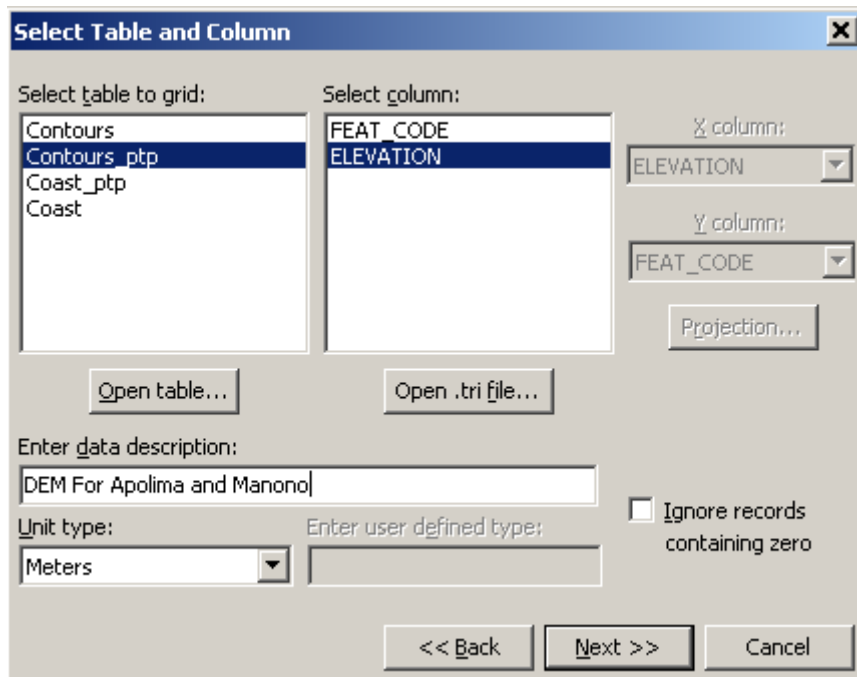 Select Table and Column
Select table to grid:
Contours
Contours_ptp
Coast_ptp
Coast
Select column:
FEAT_CODE
ELEVATION
X column:
ELEVATION
Y column:
FEAT_CODE
Projection...
Open table...
Open .tri file...
Enter data description:
DEM For Apolima and Manono
Unit type:
Meters
Enter user defined type:
Ignore records
containing zero
<< Back
Next >>
Cancel